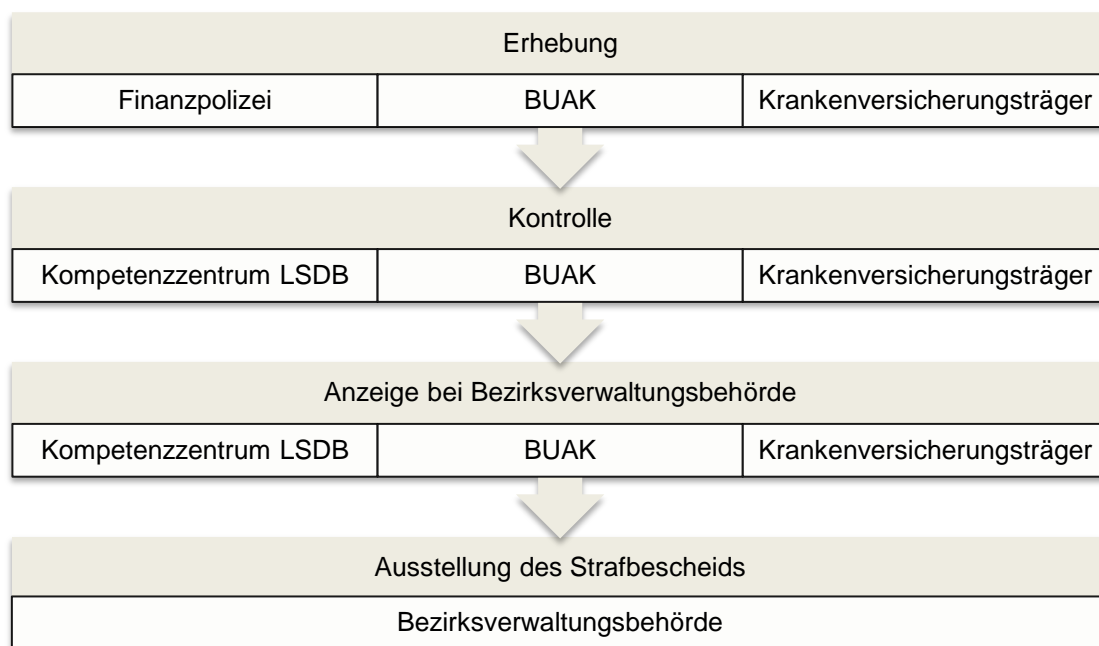 Erhebung
Finanzpolizei BUAK Krankenversicherungsträger
Kontrolle
Kompetenzzentrum LSDB BUAK Krankenversicherungsträger
Anzeige bei Bezirksverwaltungsbehörde
Kompetenzzentrum LSDB BUAK Krankenversicherungsträger
Ausstellung des Strafbescheids
Bezirksverwaltungsbehörde